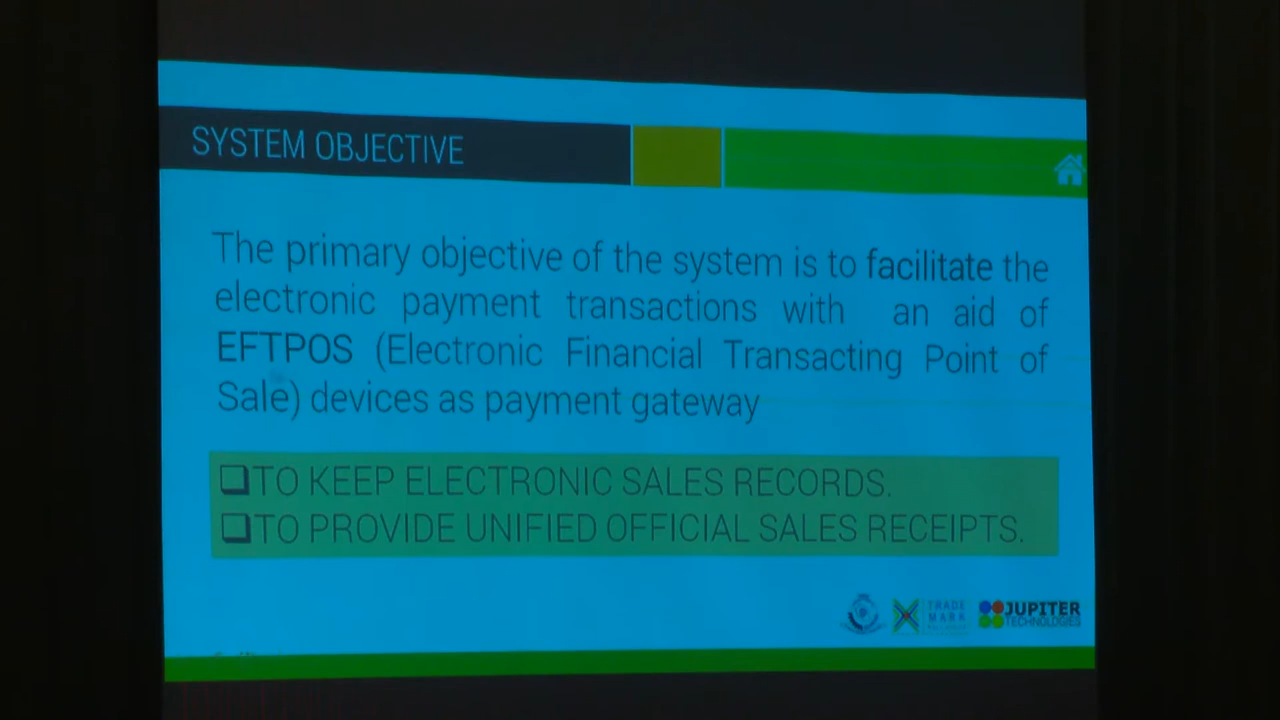 SYSTEM OBJECTIVE
The primary objective of the system is to facilitate the
electronic payment transactions with an aid of
EFTPOS (Electronic Financial Transacting Point of
Sale) devices as payment gateway
❑TO KEEP ELECTRONIC SALES RECORDS.
❑TO PROVIDE UNIFIED OFFICIAL SALES RECEIPTS.
TRADE
MARK
JUPITER
TECHNOLOGIES